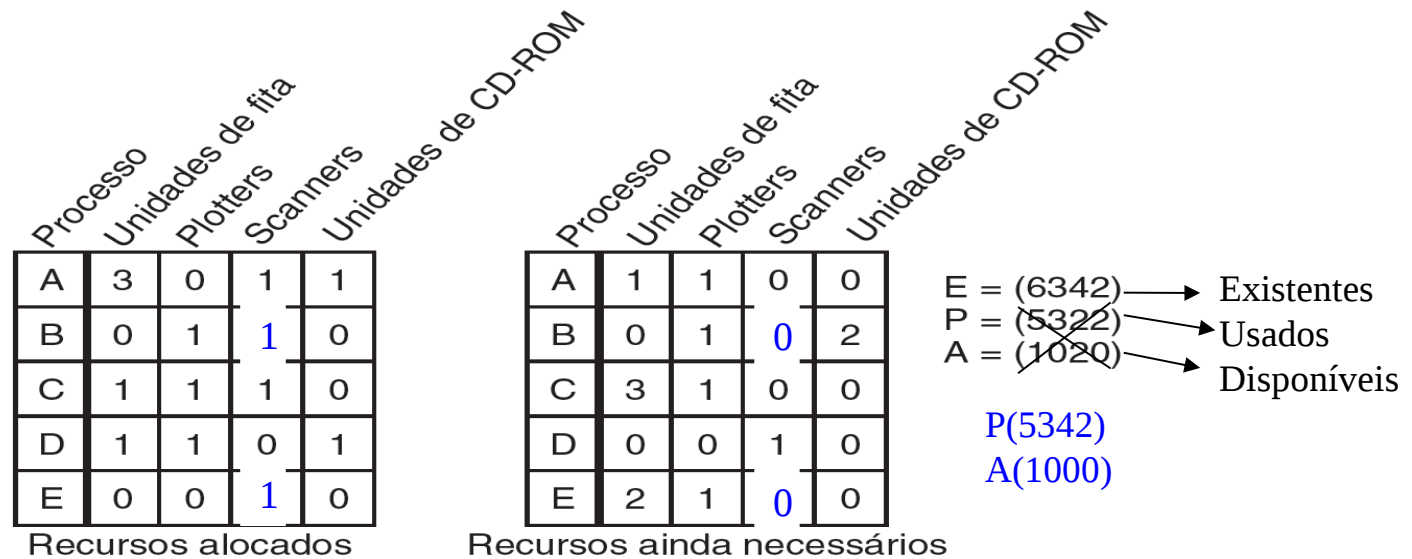 Processo Unidades de fita Plotters Scanners Unidades de CD-ROM
A 3 0 1 1
B 0 1 1 0
C 1 1 1 0
D 1 1 0 1
E 0 0 1 0
Recursos alocados
Processo Unidades de fita Plotters Scanners Unidades de CD-ROM
A 1 1 0 0
B 0 1 0 2
C 3 1 0 0
D 0 0 1 0
E 2 1 0 0
Recursos ainda necessários
E = (6342) Existentes
P = (5322) Usados
A = (1020) Disponíveis
P(5342)
A(1000)